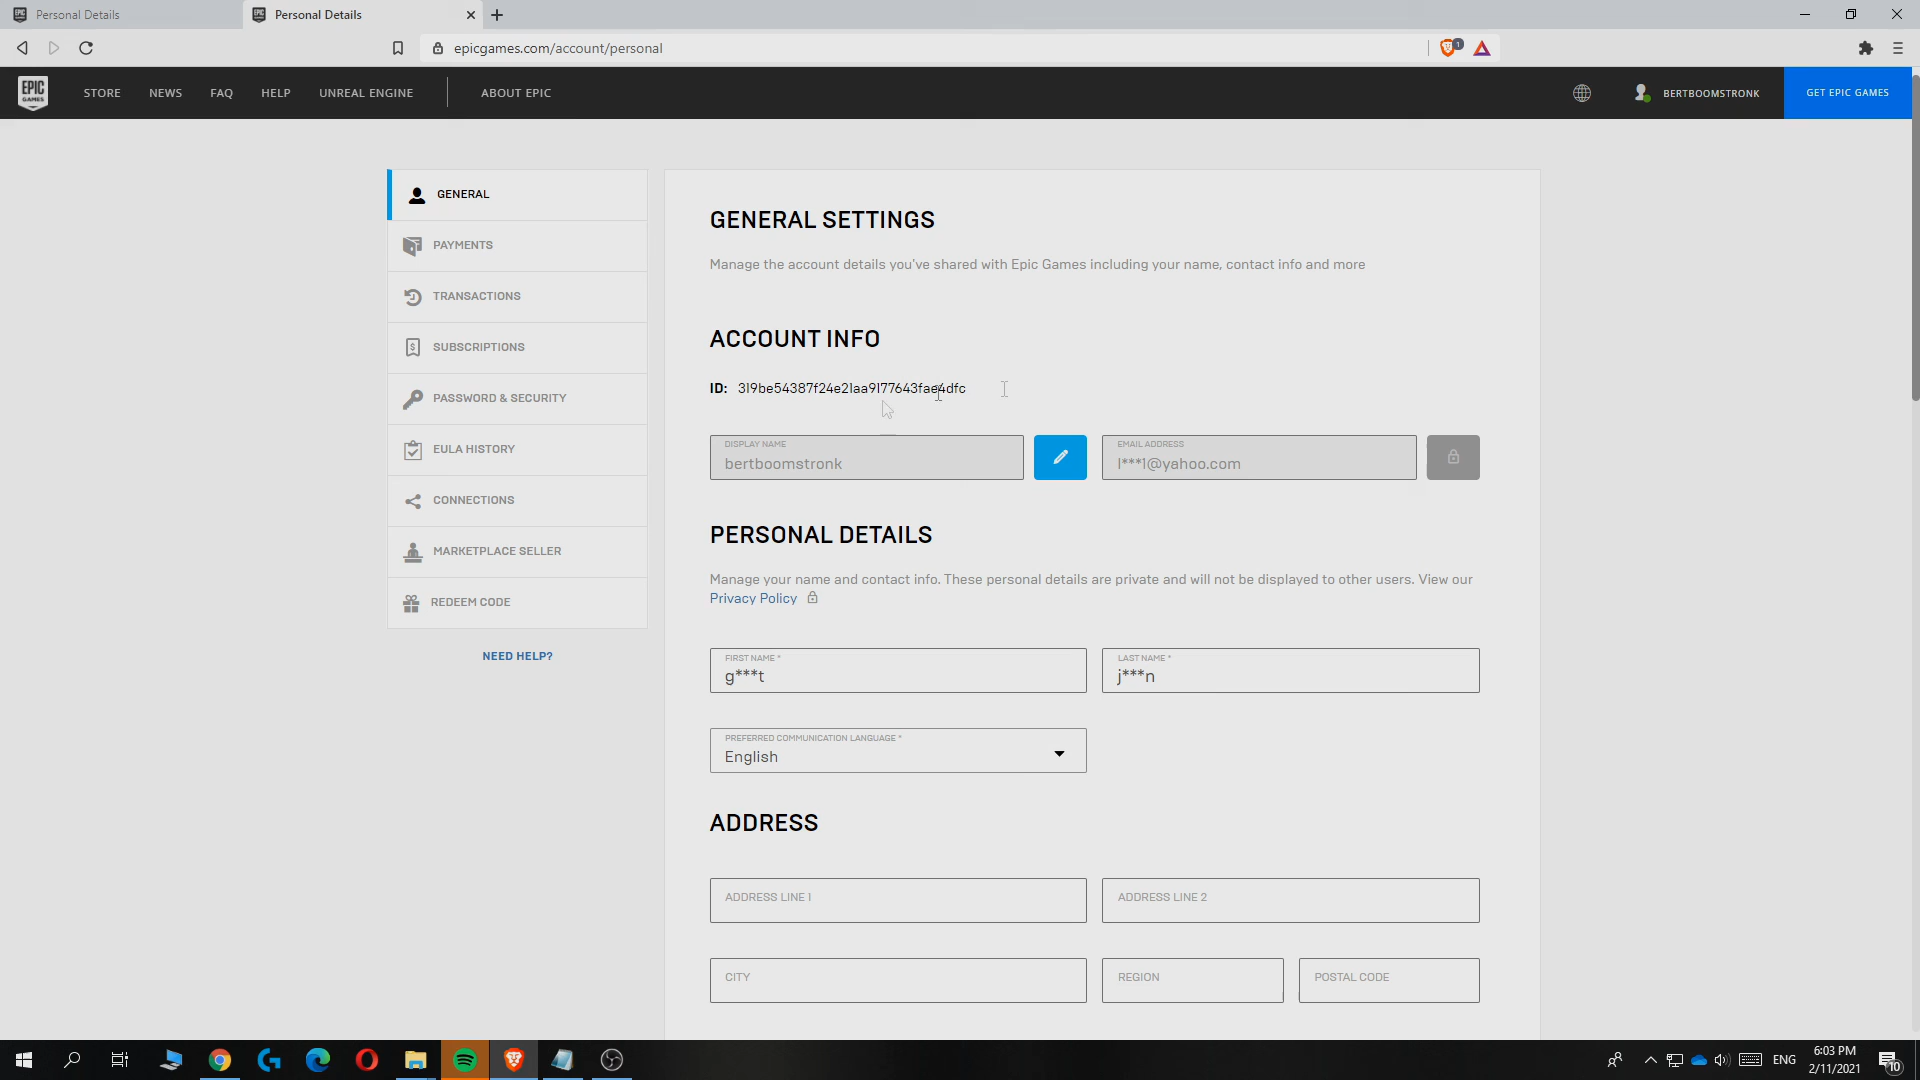 Personal Details
Personal Details
epicgames.com/account/personal
1
EPIC GAMES
STORE
NEWS
FAQ
HELP
UNREAL ENGINE
ABOUT EPIC
BERTBOOMSTRONK
GET EPIC GAMES
GENERAL
PAYMENTS
TRANSACTIONS
SUBSCRIPTIONS
PASSWORD & SECURITY
EULA HISTORY
CONNECTIONS
MARKETPLACE SELLER
REDEEM CODE
NEED HELP?
GENERAL SETTINGS
Manage the account details you've shared with Epic Games including your name, contact info and more
ACCOUNT INFO
ID: 319be54387f24e21aa9177643fae4dfc
DISPLAY NAME
bertboomstronk
EMAIL ADDRESS
l***1@yahoo.com
PERSONAL DETAILS
Manage your name and contact info. These personal details are private and will not be displayed to other users. View our
Privacy Policy
FIRST NAME *
g***t
LAST NAME *
j***n
PREFERRED COMMUNICATION LANGUAGE *
English
ADDRESS
ADDRESS LINE 1
ADDRESS LINE 2
CITY
REGION
POSTAL CODE
ENG
6:03 PM
2/11/2021
10